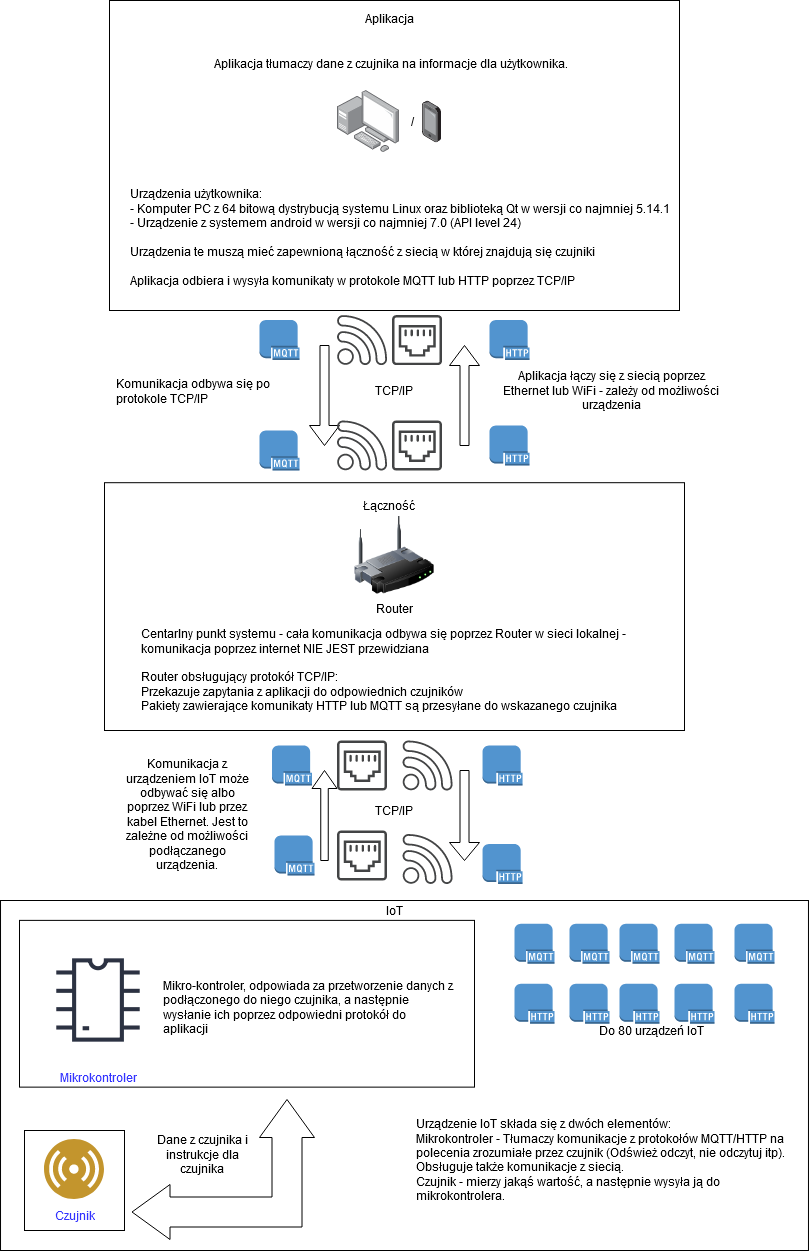 Aplikacja
Aplikacja tłumaczy dane z czujnika na informacje dla użytkownika.
/
Urządzenia użytkownika:
- Komputer PC z 64 bitową dystrybucją systemu Linux oraz biblioteką Qt w wersji co najmniej 5.14.1
- Urządzenie z systemem android w wersji co najmniej 7.0 (API level 24)
Urządzenia te muszą mieć zapewnioną łączność z siecią w której znajdują się czujniki
Aplikacja odbiera i wysyła komunikaty w protokole MQTT lub HTTP poprzez TCP/IP
MQTT
HTTP
Komunikacja odbywa się po
protokole TCP/IP
TCP/IP
Aplikacja łączy się z siecią poprzez
Ethernet lub WiFi - zależy od możliwości
urządzenia
MQTT
HTTP
Łączność
Router
Centarlny punkt systemu - cała komunikacja odbywa się poprzez Router w sieci lokalnej -
komunikacja poprzez internet NIE JEST przewidziana
Router obsługujący protokół TCP/IP:
Przekazuje zapytania z aplikacji do odpowiednich czujników
Pakiety zawierające komunikaty HTTP lub MQTT są przesyłane do wskazanego czujnika
Komunikacja z
urządzeniem IoT może
odbywać się albo
poprzez WiFi lub przez
kabel Ethernet. Jest to
zależne od możliwości
podłączanego
urządzenia.
MQTT
HTTP
TCP/IP
MQTT
HTTP
IoT
Mikro-kontroler, odpowiada za przetworzenie danych z
podłączonego do niego czujnika, a następnie
wysłanie ich poprzez odpowiedni protokół do
aplikacji
Mikrokontroler
MQTT MQTT MQTT MQTT MQTT
HTTP HTTP HTTP HTTP HTTP
Do 80 urządzeń IoT
Dane z czujnika i
instrukcje dla
czujnika
Czujnik
Urządzenie IoT składa się z dwóch elementów:
Mikrokontroler - Tłumaczy komunikacje z protokołów MQTT/HTTP na
polecenia zrozumiałe przez czujnik (Odśwież odczyt, nie odczytuj itp).
Obsługuje także komunikacje z siecią.
Czujnik - mierzy jakąś wartość, a następnie wysyła ją do
mikrokontrolera.